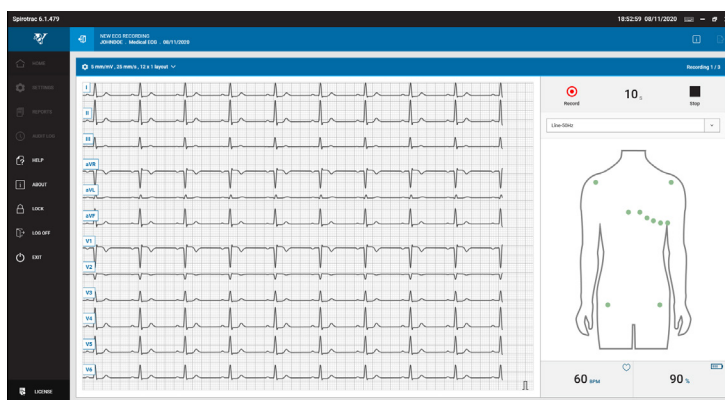 Spirotrac 6.1.479
18:52:59 08/11/2020
NEW ECG RECORDING
JOHNDOE . Medical ECG . 08/11/2020
HOME
SETTINGS
REPORTS
AUDIT LOG
HELP
ABOUT
LOCK
LOG OFF
EXIT
LICENSE
5 mm/mV , 25 mm/s , 12 x 1 layout
Recording 1 / 3
I
II
III
aVR
aVL
aVF
V1
V2
V3
V4
V5
V6
Record
10 s
Stop
Line-50Hz
60 BPM
90 %